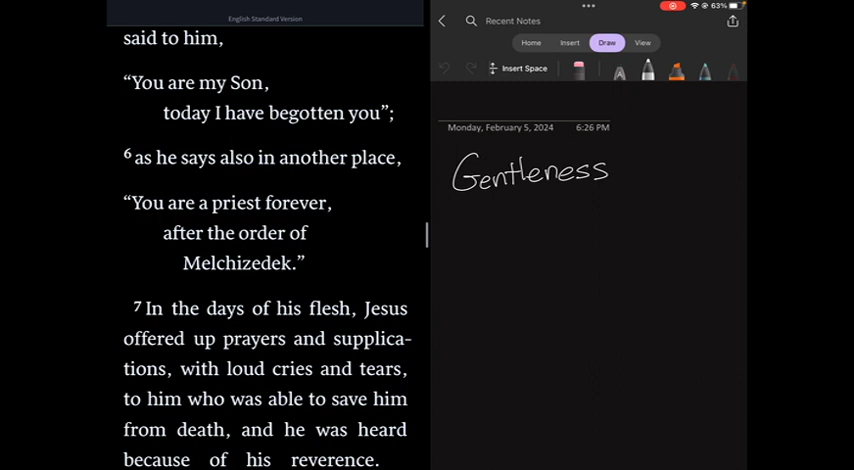 English Standard Version
said to him,
“You are my Son,
today I have begotten you”;
6 as he says also in another place,
“You are a priest forever,
after the order of
Melchizedek.”
7 In the days of his flesh, Jesus
offered up prayers and supplica-
tions, with loud cries and tears,
to him who was able to save him
from death, and he was heard
because of his reverence.
63%
Recent Notes
Home Insert Draw View
Insert Space
Monday, February 5, 2024 6:26 PM
Gentleness